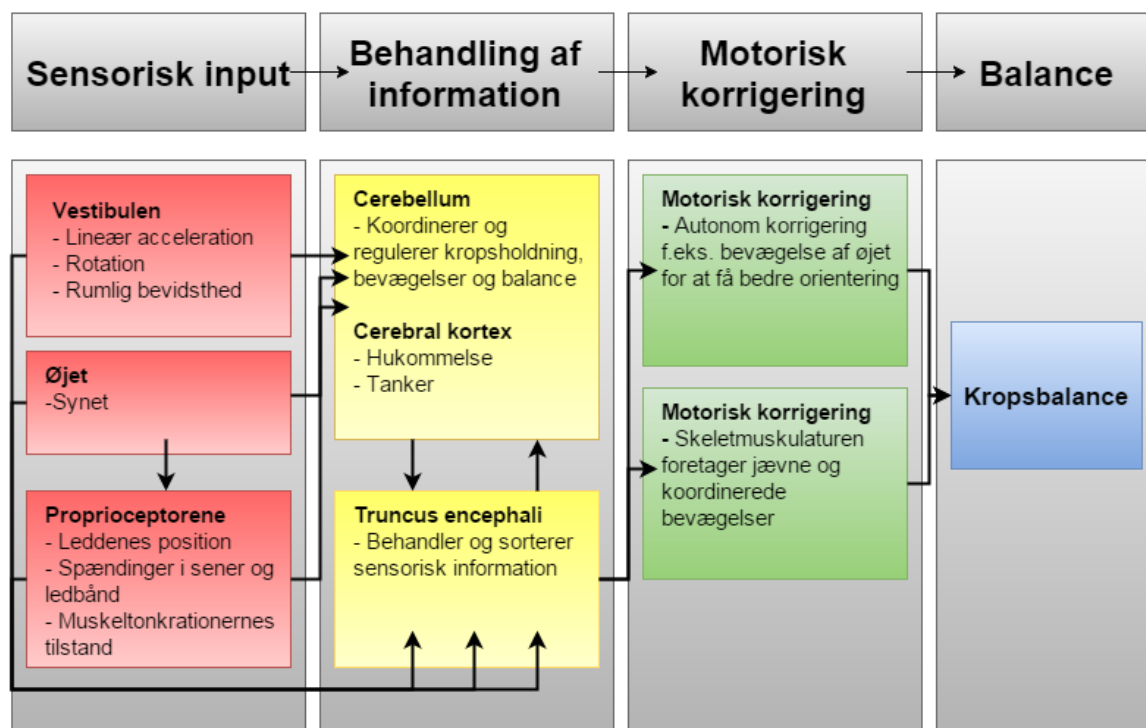 Sensorisk input
Behandling af
information
Motorisk
korrigering
Balance
Vestibulen
- Lineær acceleration
- Rotation
- Rumlig bevidsthed
Øjet
-Synet
Proprioceptorene
- Leddenes position
- Spændinger i sener og
ledbånd
- Muskeltonkrationernes
tilstand
Cerebellum
- Koordinerer og
regulerer kropsholdning,
bevægelser og balance
Cerebral kortex
- Hukommelse
- Tanker
Truncus encephali
- Behandler og sorterer
sensorisk information
Motorisk korrigering
- Autonom korrigering
f.eks. bevægelse af øjet
for at få bedre orientering
Motorisk korrigering
- Skeletmuskulaturen
foretager jævne og
koordinerede
bevægelser
Kropsbalance